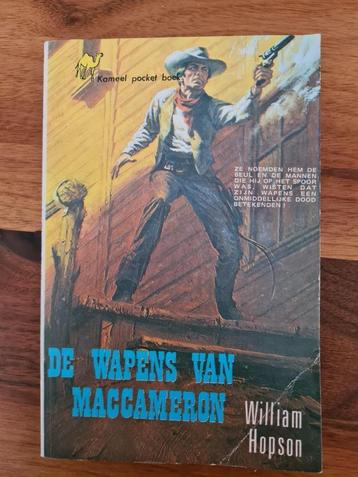 Kameel pocket boek
ZE NOEMDEN HEM DE
BEUL EN DE MANNEN
DIE HIJ OP HET SPOOR
WAS, WISTEN DAT
ZIJN WAPENS EEN
ONMIDDELLIJKE DOOD
BETEKENDEN!
DE WAPENS VAN
MACCAMERON
William
Hopson